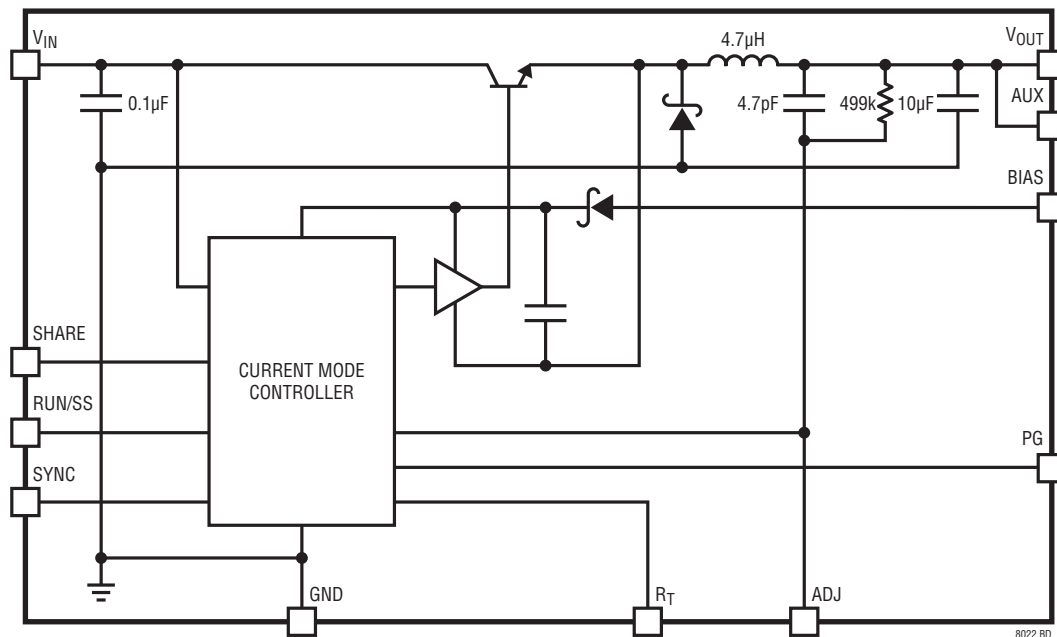 VIN
4.7µH
VOUT
0.1µF
4.7pF
499k
10µF
AUX
BIAS
SHARE
CURRENT MODE
CONTROLLER
RUN/SS
PG
SYNC
GND
RT
ADJ
8022 BD